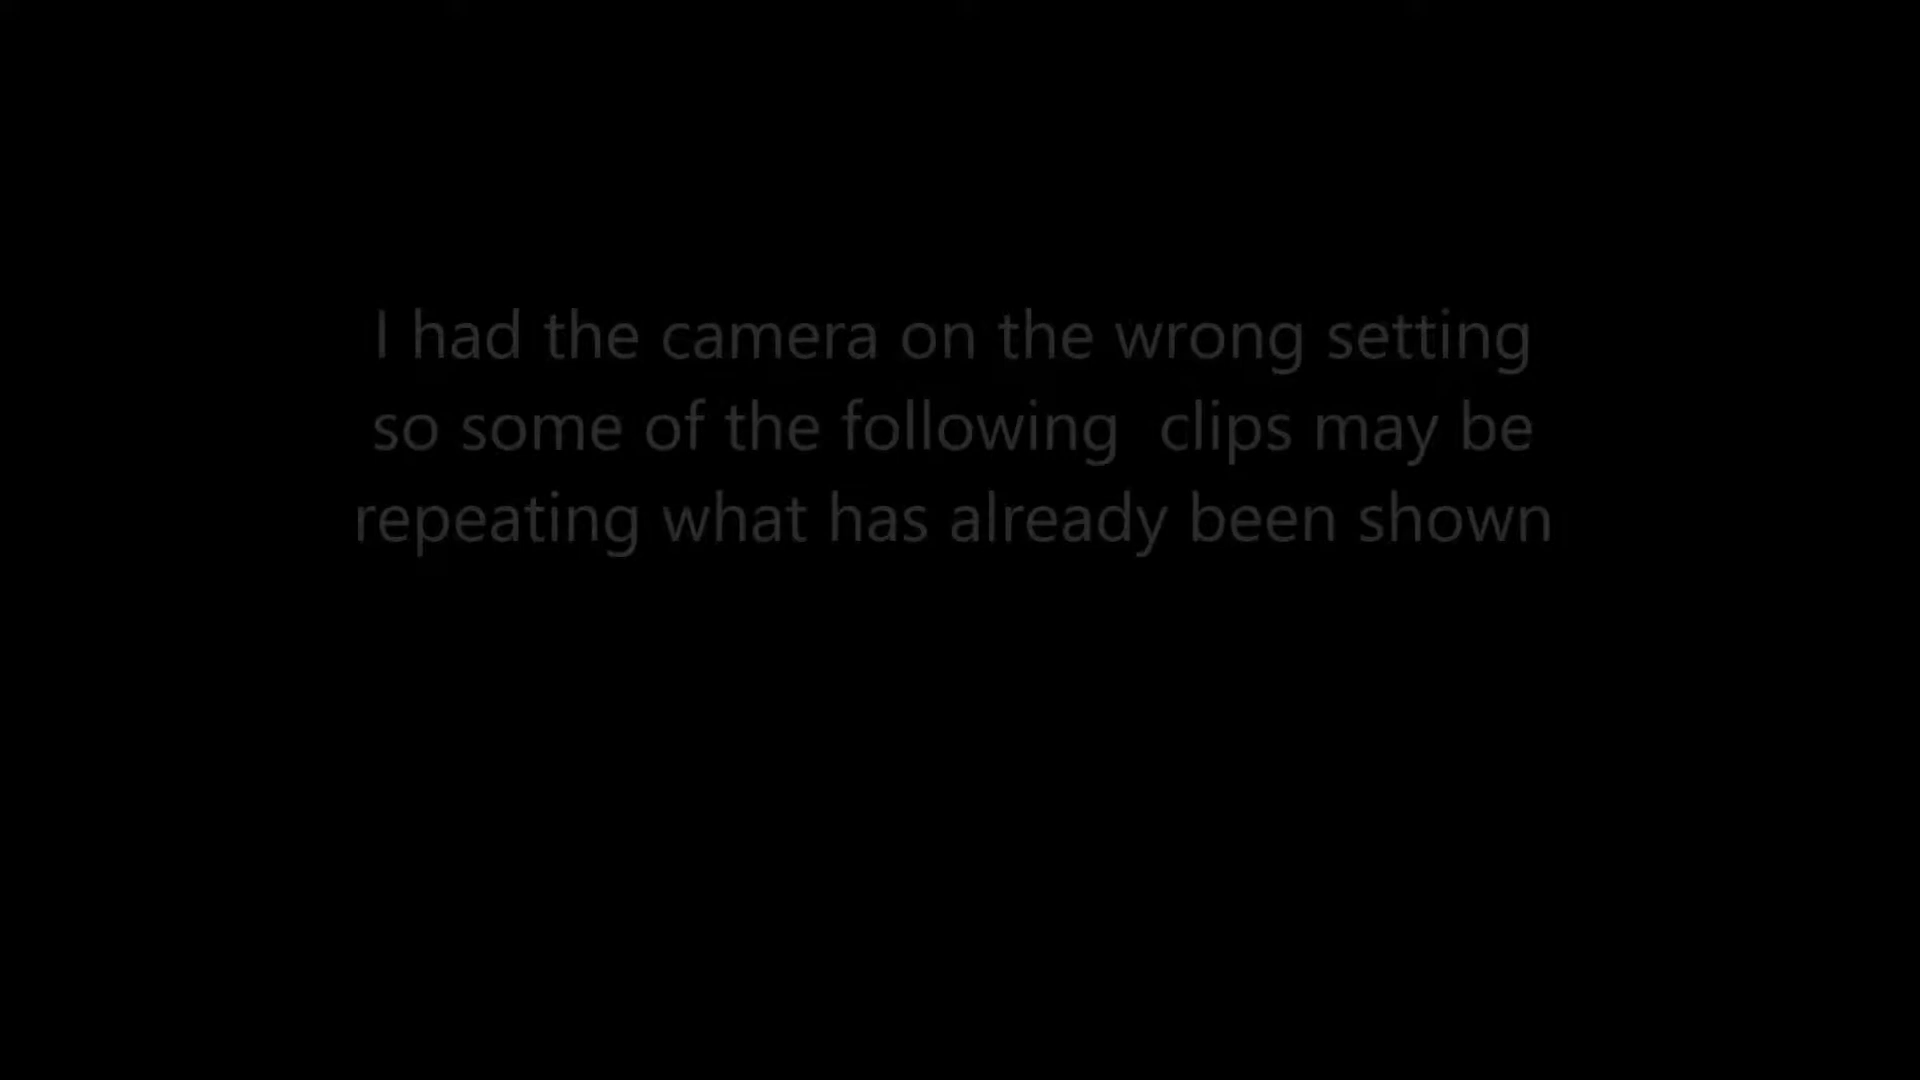 I had the camera on the wrong setting
so some of the following  clips may be
repeating what has already been shown